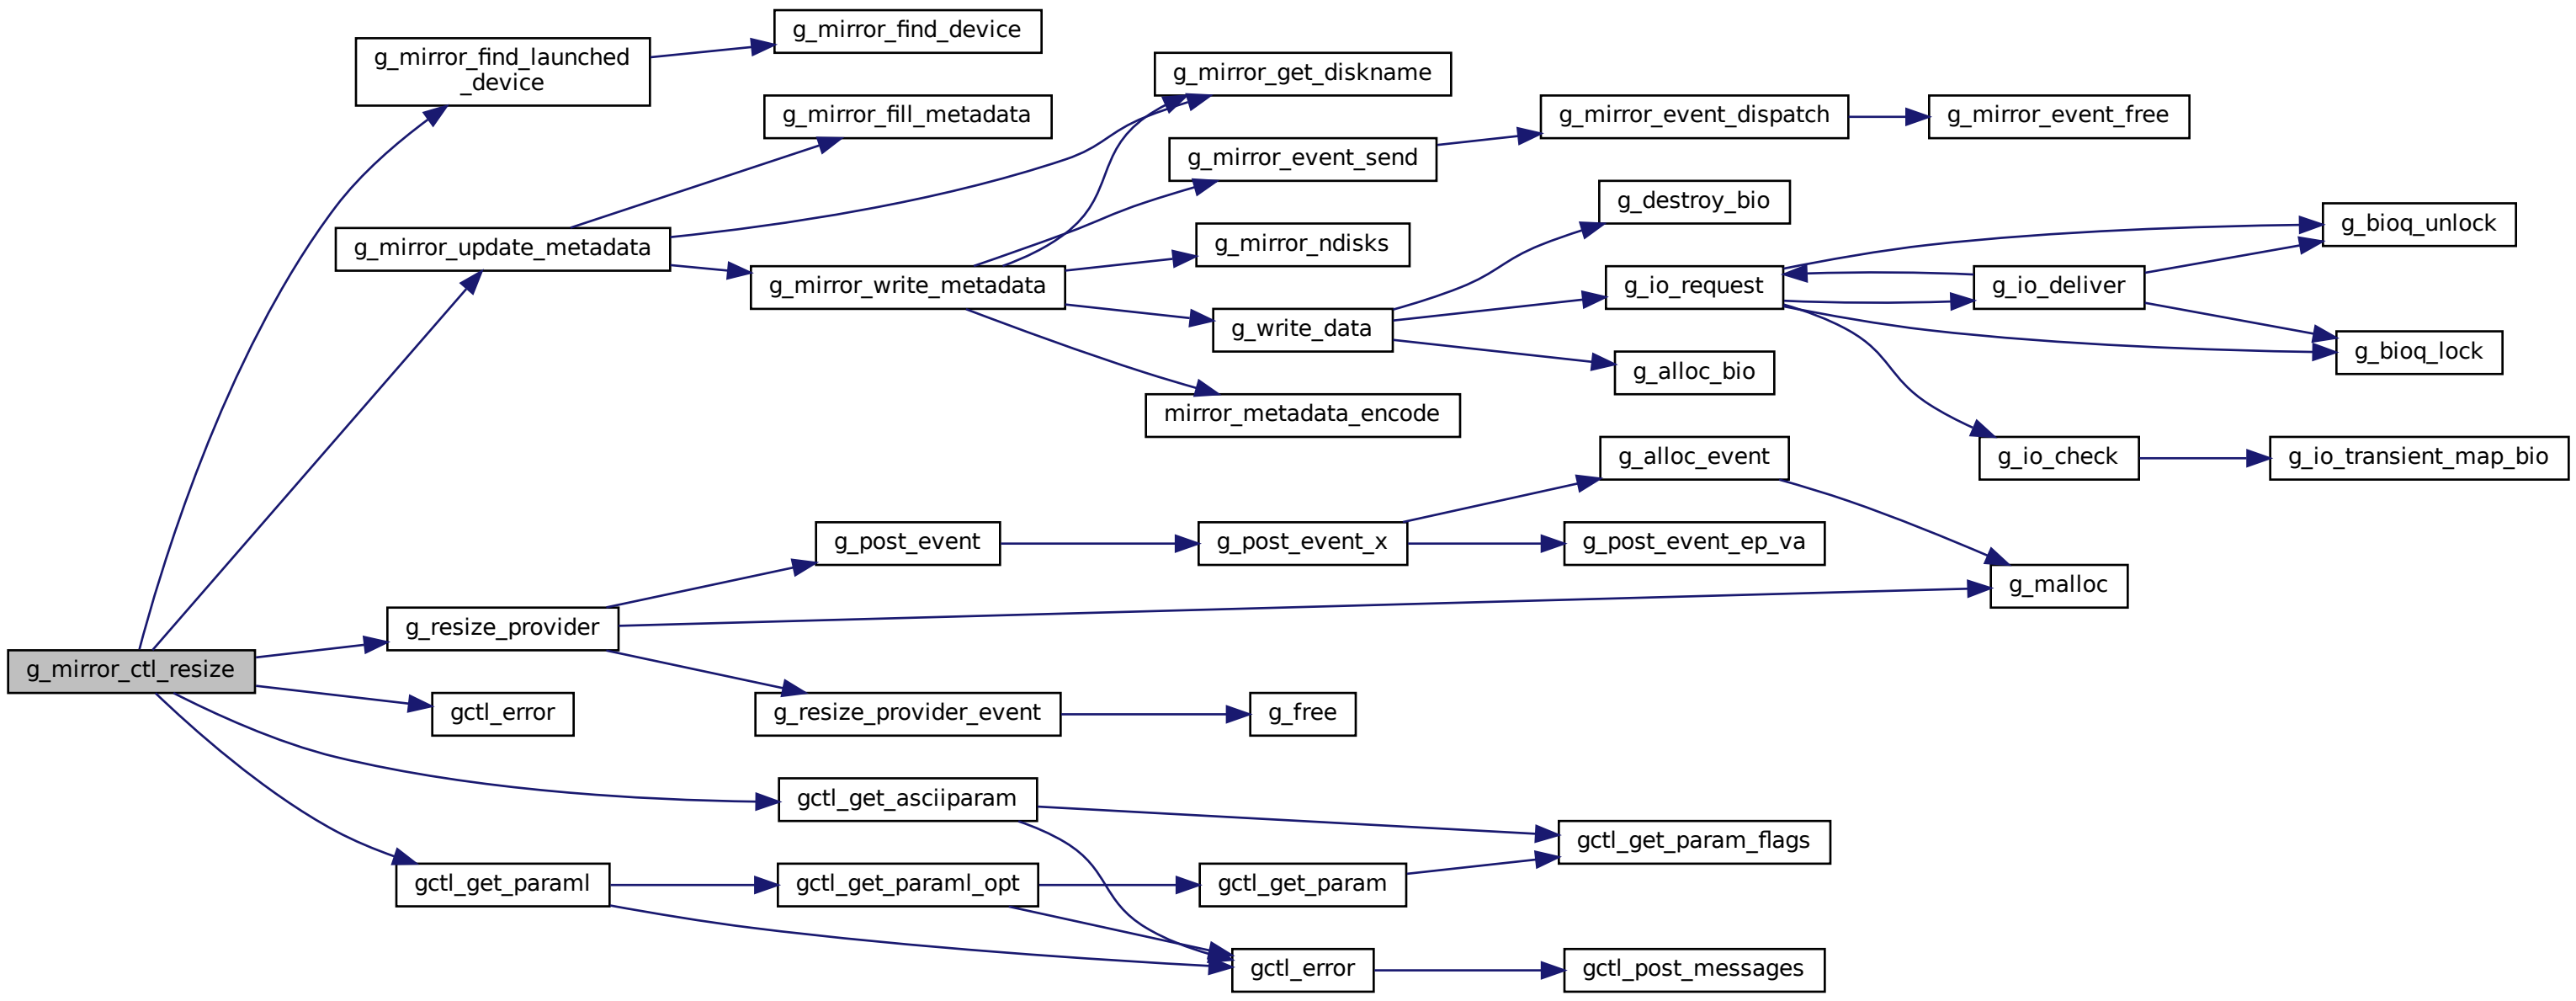 g_mirror_find_device
g_mirror_find_launched
_device
g_mirror_get_diskname
g_mirror_fill_metadata
g_mirror_event_dispatch
g_mirror_event_free
g_mirror_event_send
g_destroy_bio
g_bioq_unlock
g_mirror_update_metadata
g_mirror_ndisks
g_mirror_write_metadata
g_io_request
g_io_deliver
g_write_data
g_bioq_lock
g_alloc_bio
mirror_metadata_encode
g_alloc_event
g_io_check
g_io_transient_map_bio
g_post_event
g_post_event_x
g_post_event_ep_va
g_malloc
g_resize_provider
g_mirror_ctl_resize
gctl_error
g_resize_provider_event
g_free
gctl_get_asciiparam
gctl_get_param_flags
gctl_get_paraml
gctl_get_paraml_opt
gctl_get_param
gctl_error
gctl_post_messages